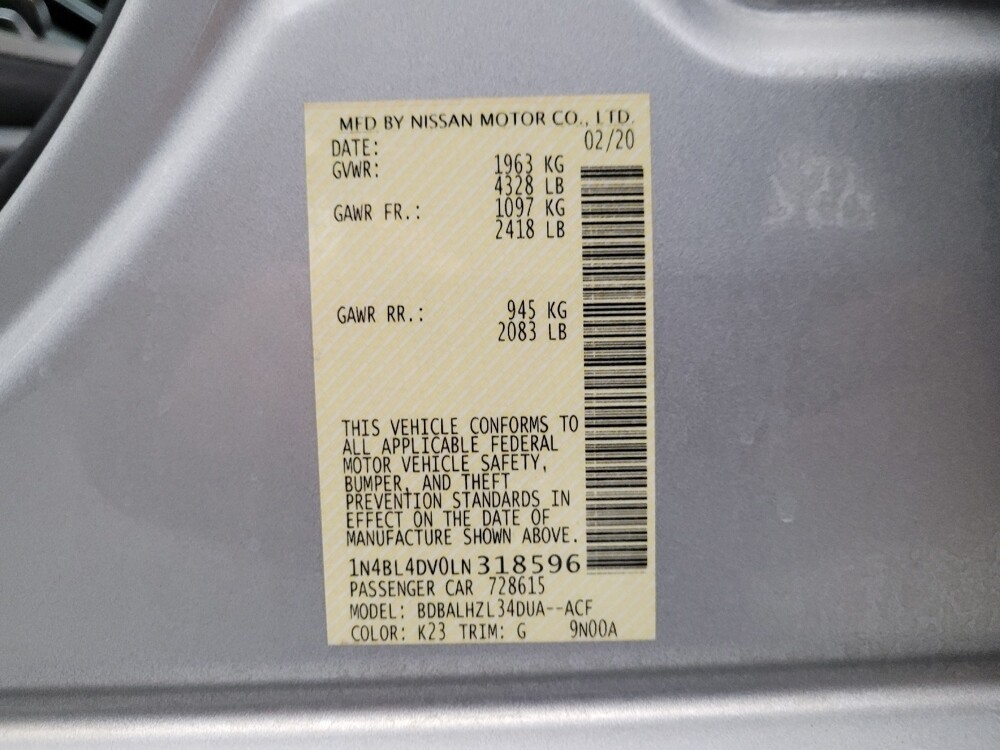 MFD BY NISSAN MOTOR CO., LTD.
DATE: 02/20
GVWR: 1963 KG
4328 LB
GAWR FR.: 1097 KG
2418 LB
GAWR RR.: 945 KG
2083 LB
THIS VEHICLE CONFORMS TO
ALL APPLICABLE FEDERAL
MOTOR VEHICLE SAFETY,
BUMPER, AND THEFT
PREVENTION STANDARDS IN
EFFECT ON THE DATE OF
MANUFACTURE SHOWN ABOVE.
1N4BL4DV0LN318596
PASSENGER CAR 728615
MODEL: BDBALHZL34DUA--ACF
COLOR: K23 TRIM: G 9N00A